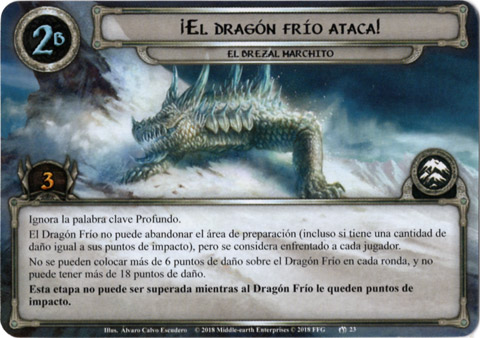 2B
¡El dragón frío ataca!
El Brezal Marchito
3
Ignora la palabra clave Profundo.
El Dragón Frío no puede abandonar el área de preparación (incluso si tiene una cantidad de
daño igual a sus puntos de impacto), pero se considera enfrentado a cada jugador.
No se pueden colocar más de 6 puntos de daño sobre el Dragón Frío en cada ronda, y no
puede tener más de 18 puntos de daño.
Esta etapa no puede ser superada mientras al Dragón Frío le queden puntos de
impacto.
Illus. Álvaro Calvo Escudero © 2018 Middle-earth Enterprises © 2018 FFG 23